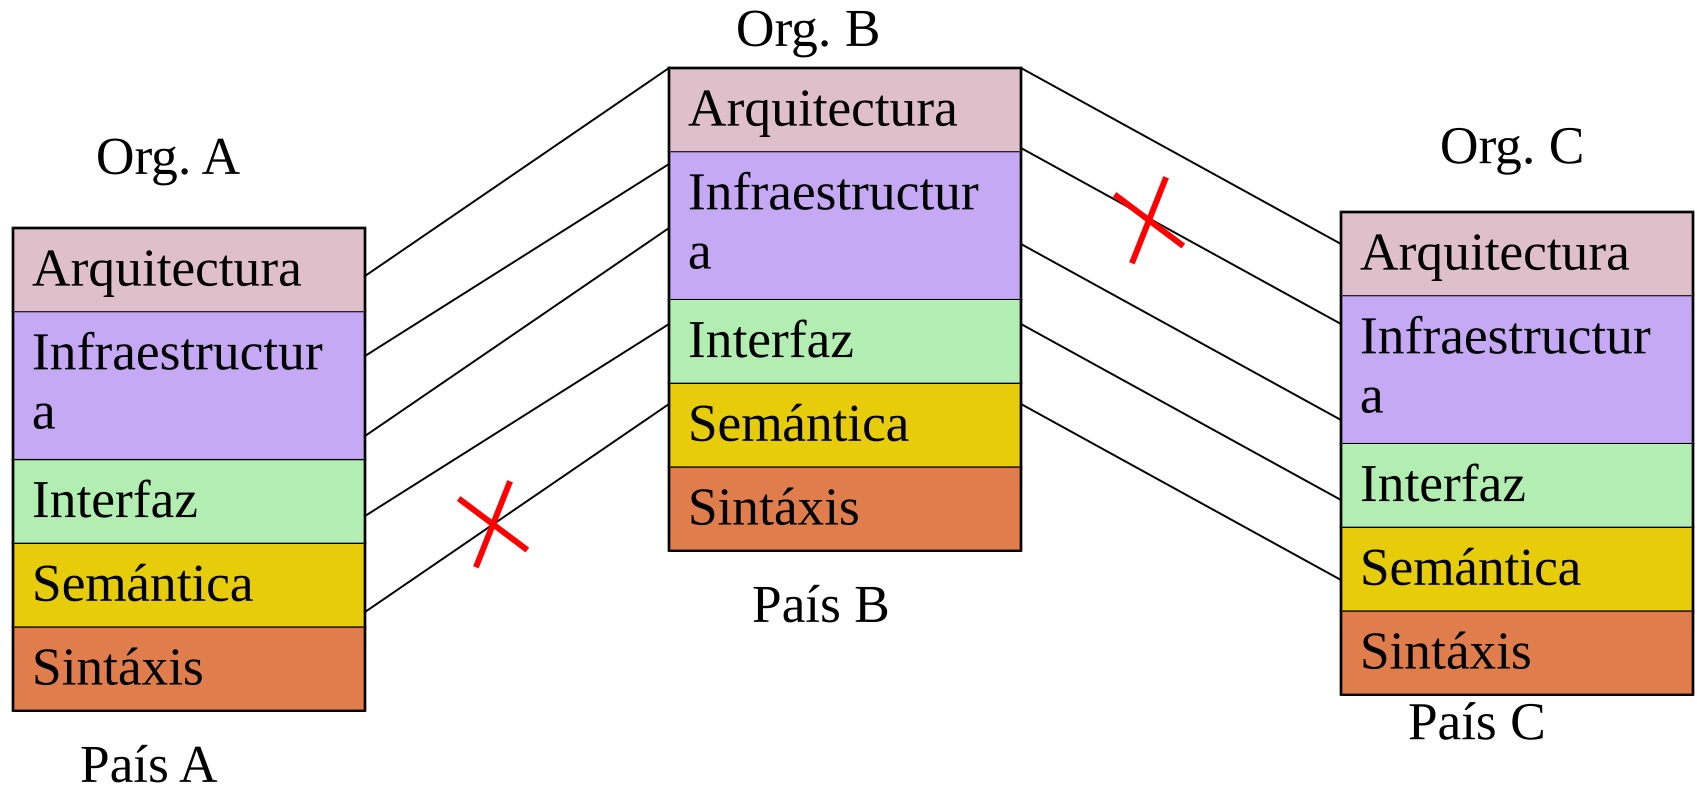 Org. A
Arquitectura
Infraestructur
a
Interfaz
Semántica
Sintáxis
País A
Org. B
Arquitectura
Infraestructur
a
Interfaz
Semántica
Sintáxis
País B
Org. C
Arquitectura
Infraestructur
a
Interfaz
Semántica
Sintáxis
País C